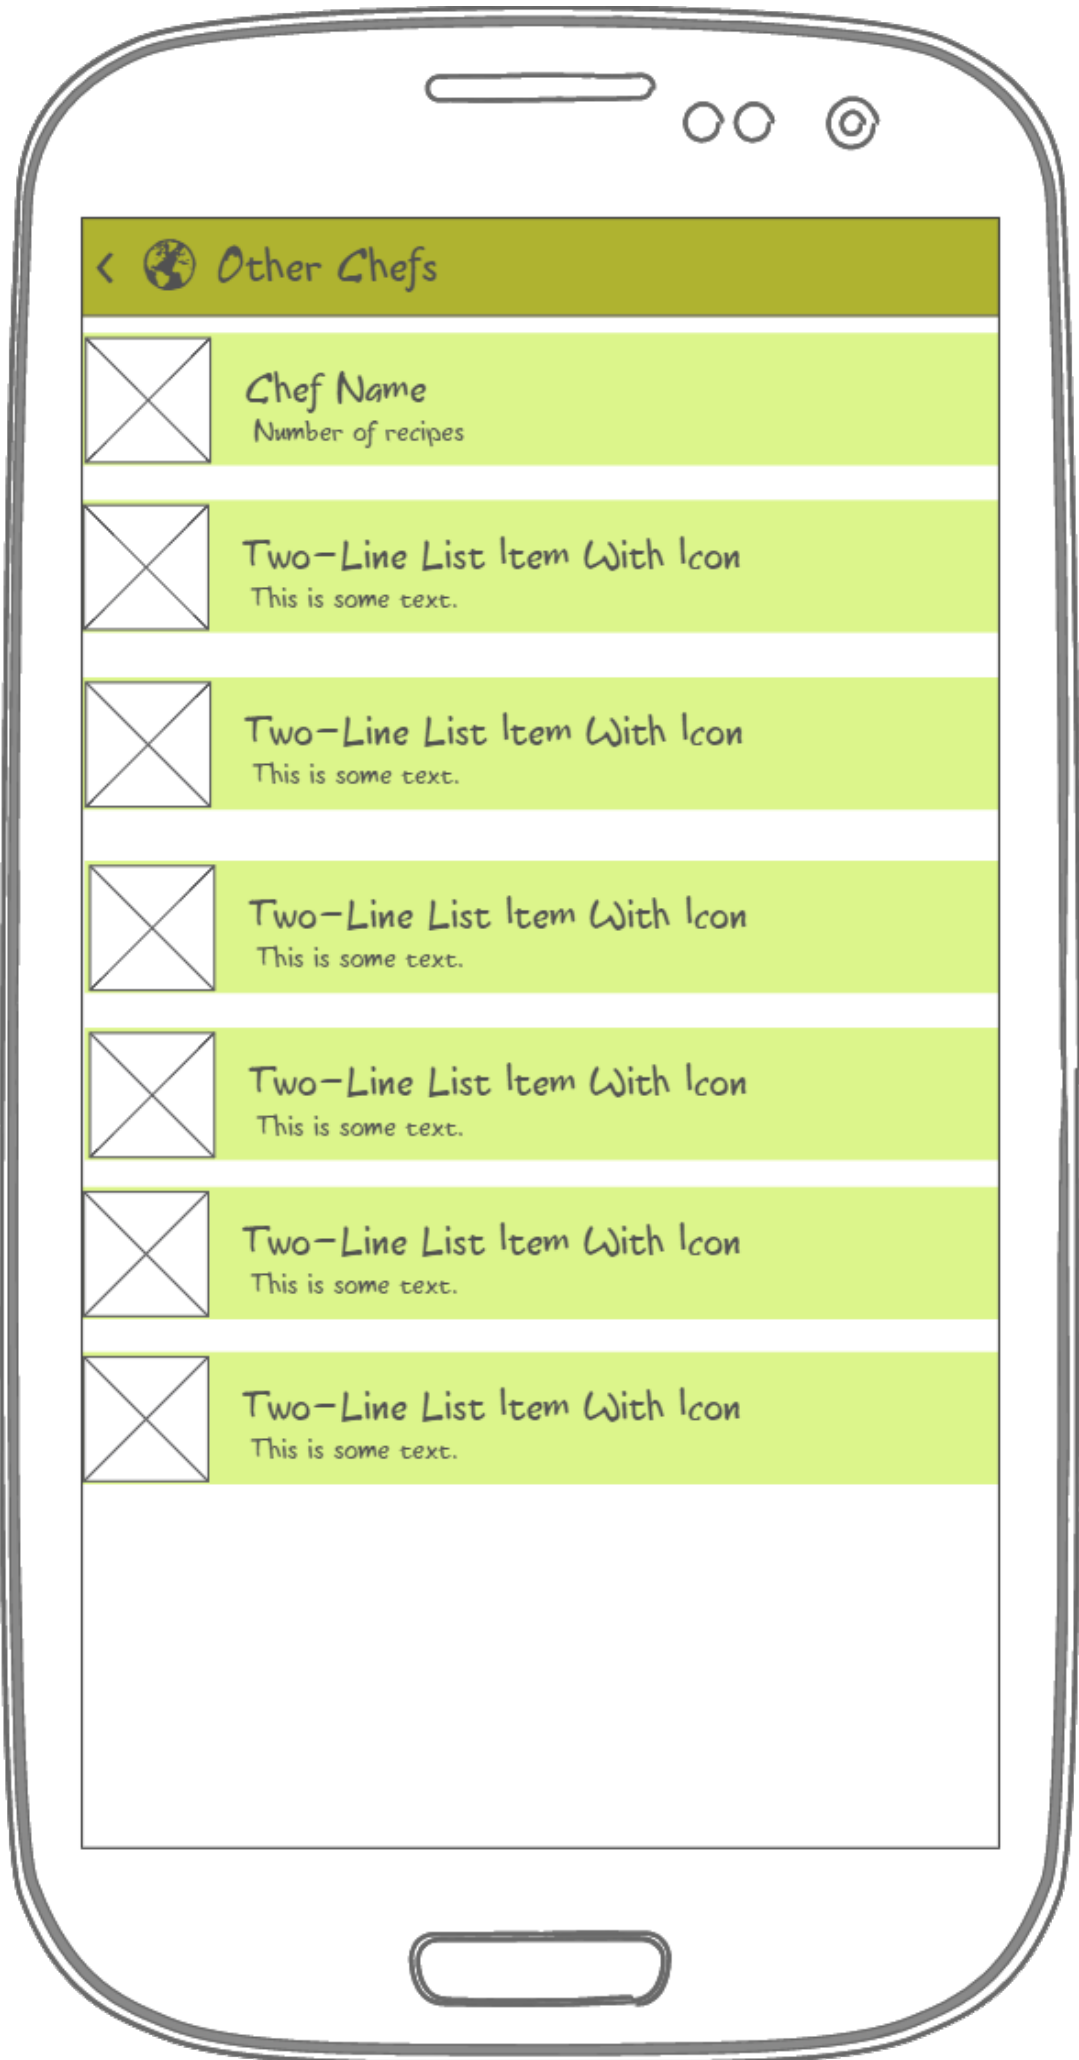 Other Chefs
Chef Name
Number of recipes
Two-Line List Item With Icon
This is some text.
Two-Line List Item With Icon
This is some text.
Two-Line List Item With Icon
This is some text.
Two-Line List Item With Icon
This is some text.
Two-Line List Item With Icon
This is some text.
Two-Line List Item With Icon
This is some text.